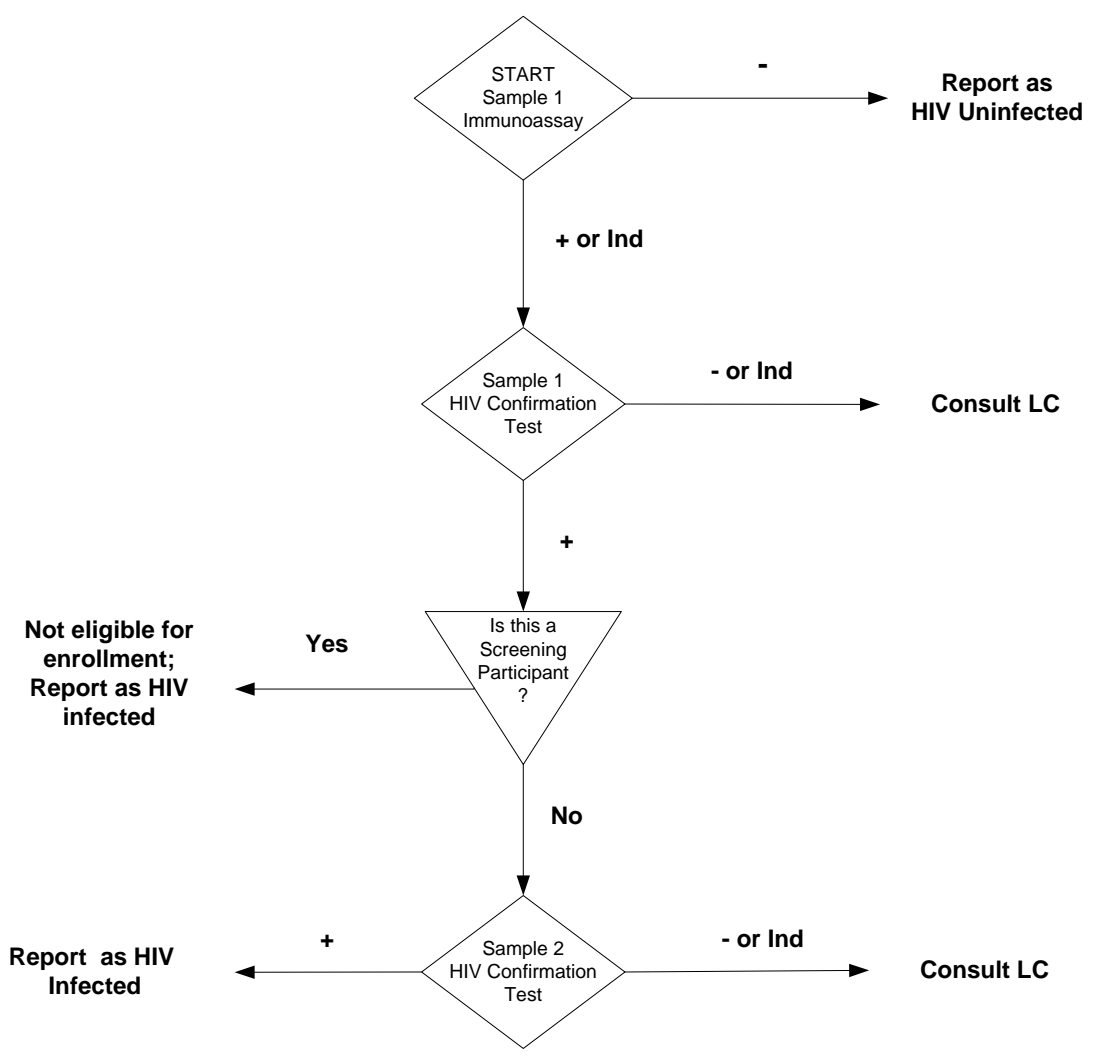 START
Sample 1
Immunoassay
-
Report as
HIV Uninfected
+ or Ind
Sample 1
HIV Confirmation
Test
- or Ind
Consult LC
+
Is this a
Screening
Participant
?
Yes
Not eligible for
enrollment;
Report as HIV
infected
No
Sample 2
HIV Confirmation
Test
+
Report as HIV
Infected
- or Ind
Consult LC